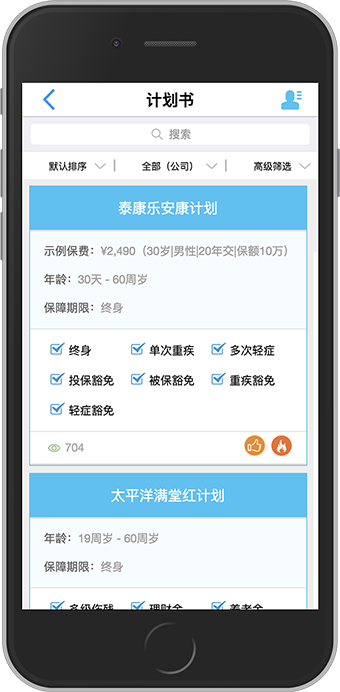 计划书
搜索
默认排序 全部（公司） 高级筛选
泰康乐安康计划
示例保费：¥2,490（30岁|男性|20年交|保额10万）
年龄：30天 - 60周岁
保障期限：终身
终身 单次重疾 多次轻症
投保豁免 被保豁免 重疾豁免
轻症豁免
704
太平洋满堂红计划
年龄：19周岁 - 60周岁
保障期限：终身
多级伤残 理财金 养老金